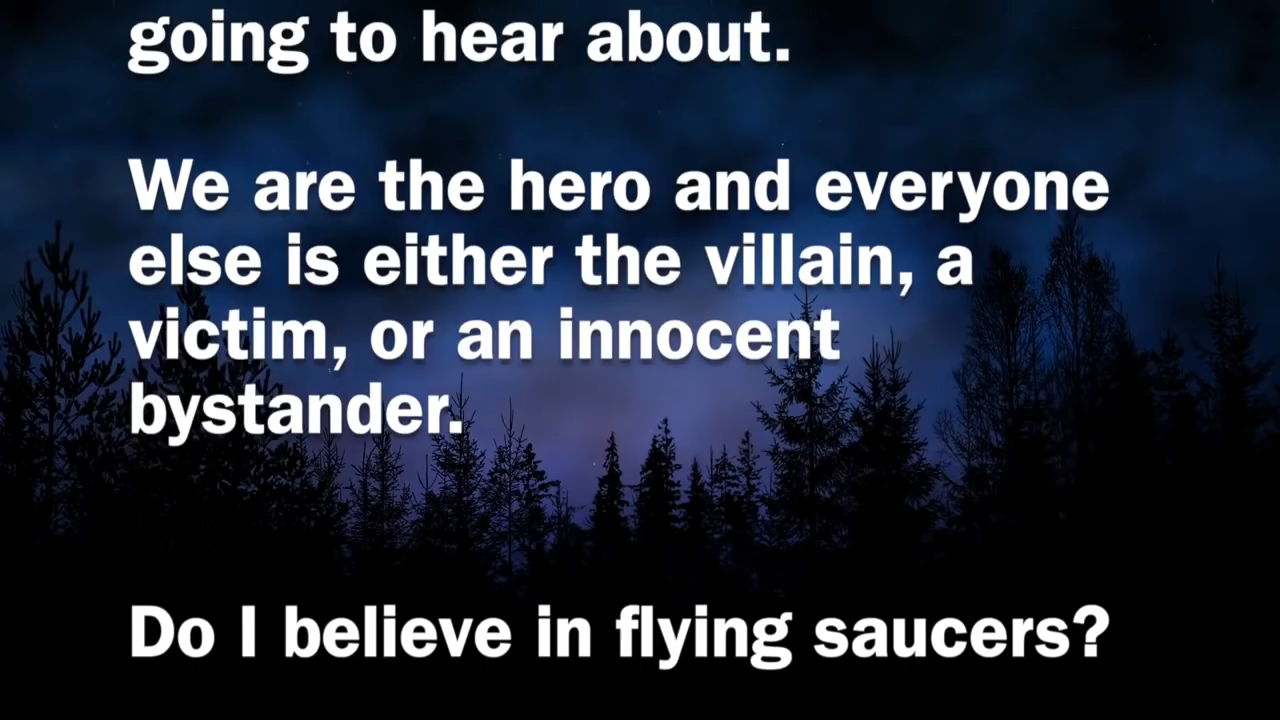 going to hear about.
We are the hero and everyone
else is either the villain, a
victim, or an innocent
bystander.
Do I believe in flying saucers?